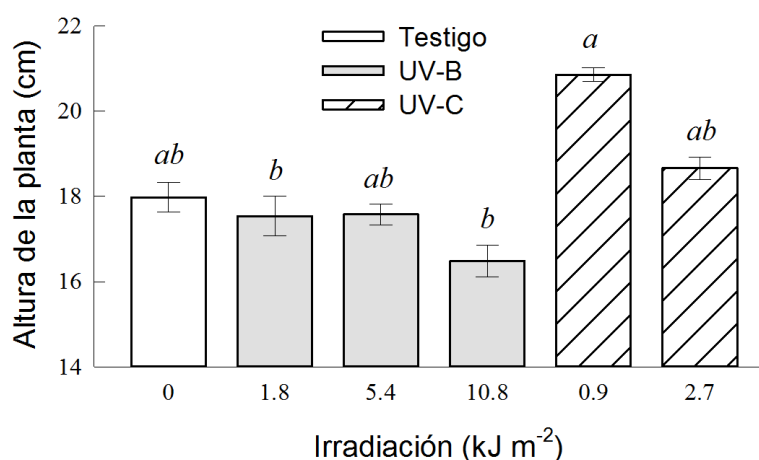 22
20
18
16
14
Altura de la planta (cm)
Testigo
UV-B
UV-C
ab
b
ab
b
a
ab
0
1.8
5.4
10.8
0.9
2.7
Irradiación (kJ m⁻²)